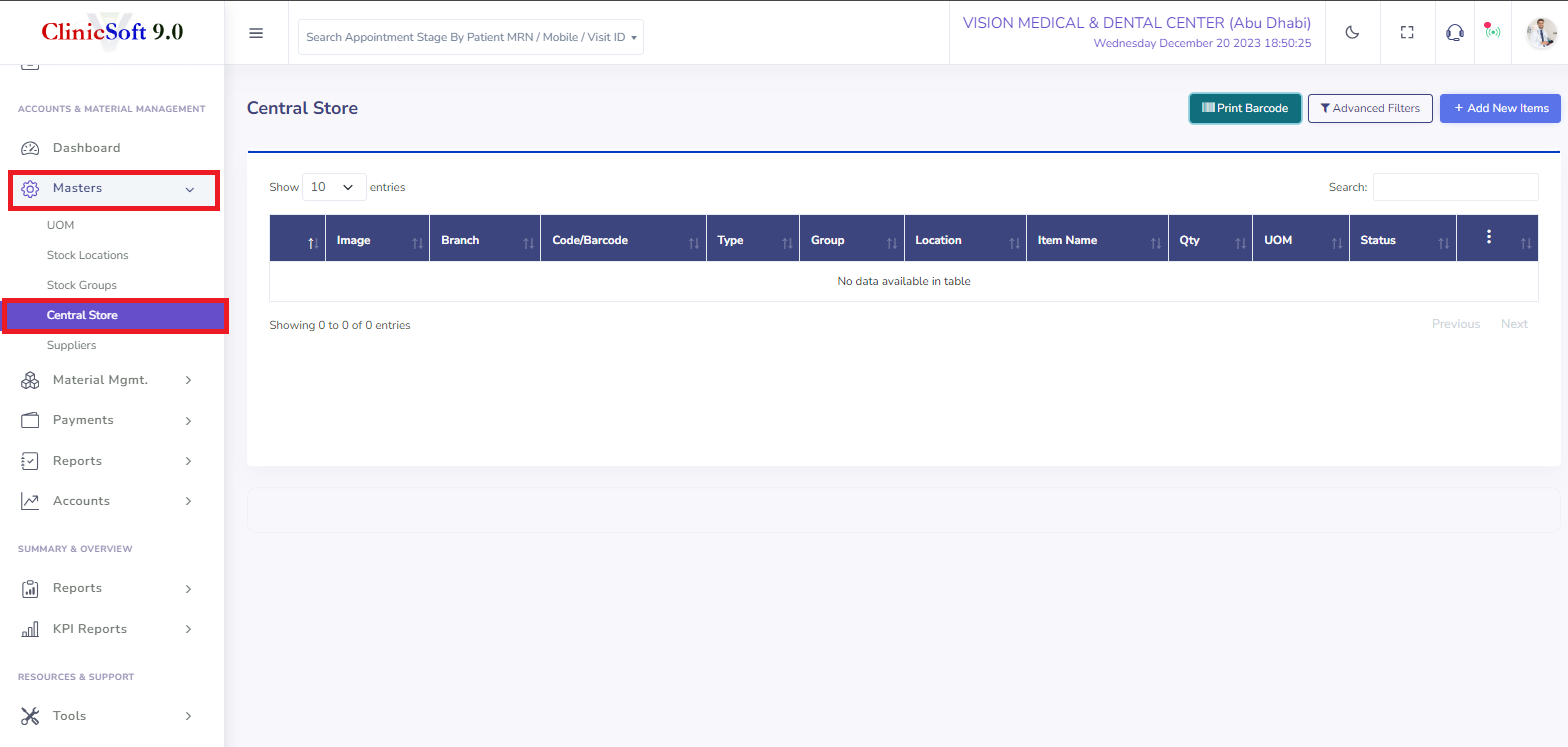 ClinicSoft 9.0
Search Appointment Stage By Patient MRN / Mobile / Visit ID
VISION MEDICAL & DENTAL CENTER (Abu Dhabi)
Wednesday December 20 2023 18:50:25
ACCOUNTS & MATERIAL MANAGEMENT
Dashboard
Masters
UOM
Stock Locations
Stock Groups
Central Store
Suppliers
Material Mgmt.
Payments
Reports
Accounts
SUMMARY & OVERVIEW
Reports
KPI Reports
RESOURCES & SUPPORT
Tools
Central Store
Print Barcode
Advanced Filters
+ Add New Items
Show 10 entries
Search:
Image Branch Code/Barcode Type Group Location Item Name Qty UOM Status
No data available in table
Showing 0 to 0 of 0 entries
Previous Next